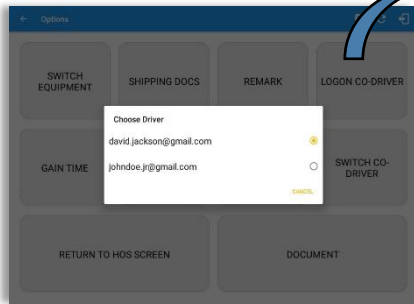 Options
SWITCH
EQUIPMENT
SHIPPING DOCS
REMARK
LOGON CO-DRIVER
Choose Driver
david.jackson@gmail.com
johndoe.jr@gmail.com
CANCEL
GAIN TIME
SWITCH CO-
DRIVER
RETURN TO HOS SCREEN
DOCUMENT